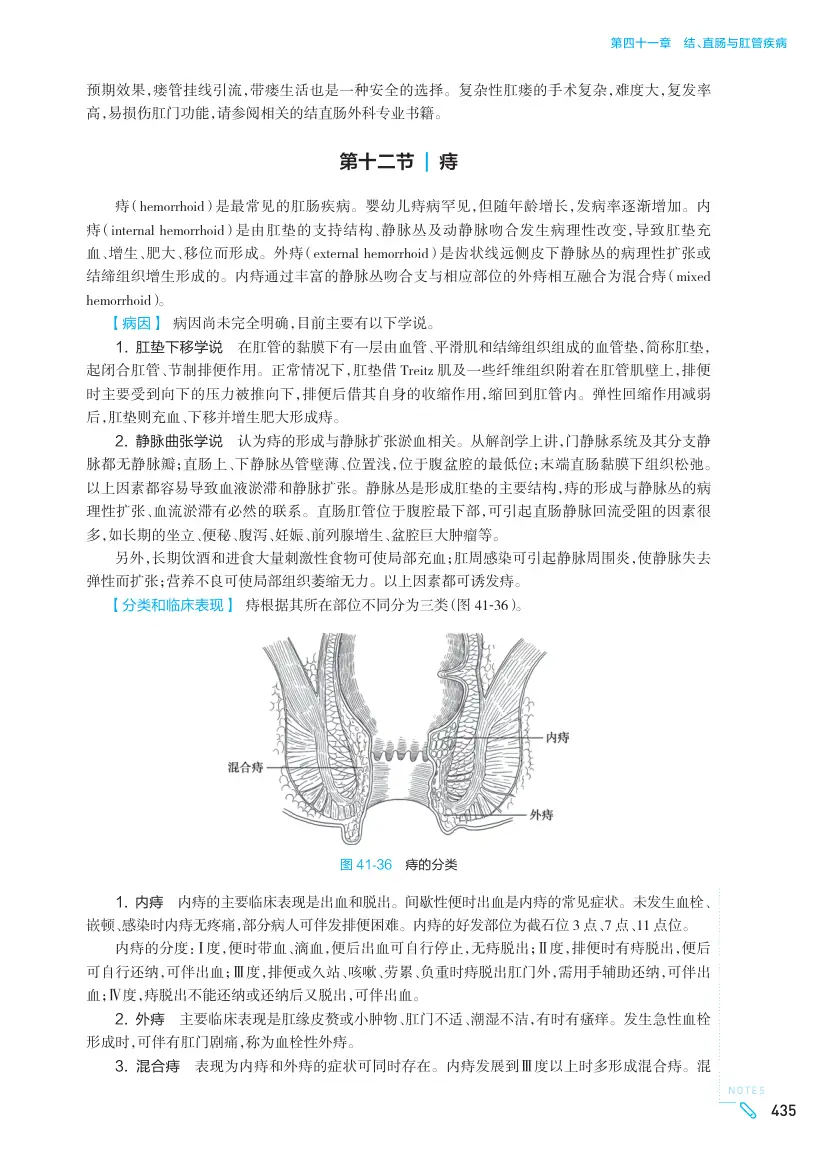 第四十一章 结、直肠与肛管疾病
预期效果,瘘管挂线引流,带瘘生活也是一种安全的选择。复杂性肛瘘的手术复杂,难度大,复发率
高,易损伤肛门功能,请参阅相关的结直肠外科专业书籍。
第十二节 | 痔
痔(hemorrhoid)是最常见的肛肠疾病。婴幼儿痔病罕见,但随年龄增长,发病率逐渐增加。内
痔(internal hemorrhoid)是由肛垫的支持结构、静脉丛及动静脉吻合发生病理性改变,导致肛垫充
血、增生、肥大、移位而形成。外痔(external hemorrhoid)是齿状线远侧皮下静脉丛的病理性扩张或
结缔组织增生形成的。内痔通过丰富的静脉丛吻合支与相应部位的外痔相互融合为混合痔(mixed
hemorrhoid)。
【病因】 病因尚未完全明确,目前主要有以下学说。
1. 肛垫下移学说 在肛管的黏膜下有一层由血管、平滑肌和结缔组织组成的血管垫,简称肛垫,
起闭合肛管、节制排便作用。正常情况下,肛垫借 Treitz 肌及一些纤维组织附着在肛管肌壁上,排便
时主要受到向下的压力被推向下,排便后借其自身的收缩作用,缩回到肛管内。弹性回缩作用减弱
后,肛垫则充血、下移并增生肥大形成痔。
2. 静脉曲张学说 认为痔的形成与静脉扩张淤血相关。从解剖学上讲,门静脉系统及其分支静
脉都无静脉瓣;直肠上、下静脉丛管壁薄、位置浅,位于腹盆腔的最低位;末端直肠黏膜下组织松弛。
以上因素都容易导致血液淤滞和静脉扩张。静脉丛是形成肛垫的主要结构,痔的形成与静脉丛的病
理性扩张、血流淤滞有必然的联系。直肠肛管位于腹腔最下部,可引起直肠静脉回流受阻的因素很
多,如长期的坐立、便秘、腹泻、妊娠、前列腺增生、盆腔巨大肿瘤等。
另外,长期饮酒和进食大量刺激性食物可使局部充血;肛周感染可引起静脉周围炎,使静脉失去
弹性而扩张;营养不良可使局部组织萎缩无力。以上因素都可诱发痔。
【分类和临床表现】 痔根据其所在部位不同分为三类(图 41-36)。
内痔
混合痔
外痔
图 41-36 痔的分类
1. 内痔 内痔的主要临床表现是出血和脱出。间歇性便时出血是内痔的常见症状。未发生血栓、
嵌顿、感染时内痔无疼痛,部分病人可伴发排便困难。内痔的好发部位为截石位 3 点、7 点、11 点位。
内痔的分度:Ⅰ度,便时带血、滴血,便后出血可自行停止,无痔脱出;Ⅱ度,排便时有痔脱出,便后
可自行还纳,可伴出血;Ⅲ度,排便或久站、咳嗽、劳累、负重时痔脱出肛门外,需用手辅助还纳,可伴出
血;Ⅳ度,痔脱出不能还纳或还纳后又脱出,可伴出血。
2. 外痔 主要临床表现是肛缘皮赘或小肿物、肛门不适、潮湿不洁,有时有瘙痒。发生急性血栓
形成时,可伴有肛门剧痛,称为血栓性外痔。
3. 混合痔 表现为内痔和外痔的症状可同时存在。内痔发展到Ⅲ度以上时多形成混合痔。混
NOTES
435